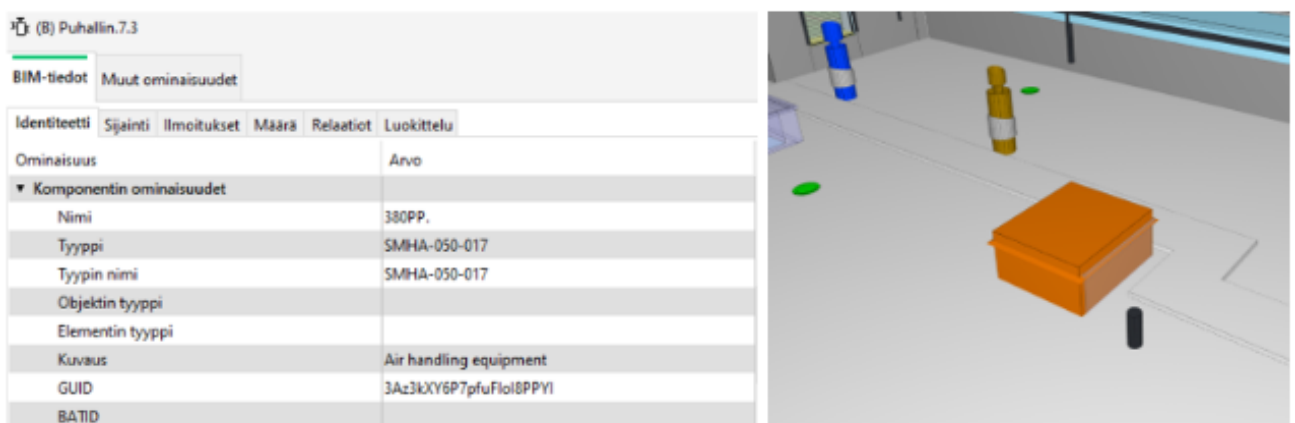 (B) Puhallin.7.3
BIM-tiedot Muut ominaisuudet
Identiteetti Sijainti Ilmoitukset Määrä Relaatiot Luokittelu
Ominaisuus Arvo
▼ Komponentin ominaisuudet
Nimi 380PP.
Tyyppi SMHA-050-017
Tyypin nimi SMHA-050-017
Objektin tyyppi
Elementin tyyppi
Kuvaus Air handling equipment
GUID
BATID